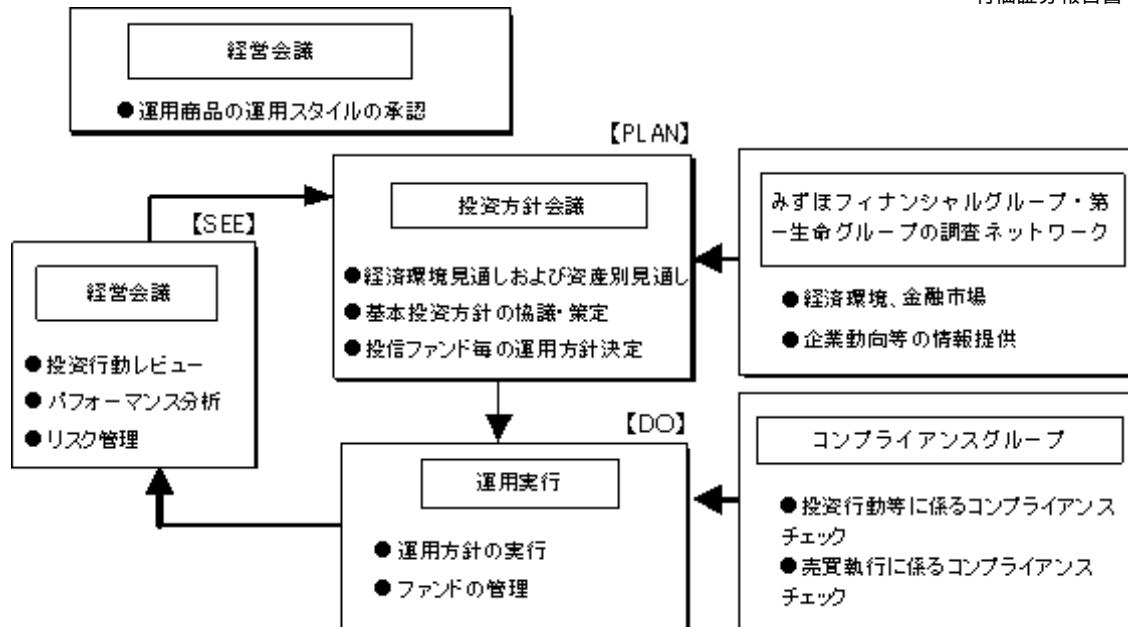 有価証券報告書
経営会議
●運用商品の運用スタイルの承認
【PLAN】
投資方針会議
●経済環境見通しおよび資産別見通し
●基本投資方針の協議・策定
●投信ファンド毎の運用方針決定
みずほフィナンシャルグループ・第
一生命グループの調査ネットワーク
●経済環境、金融市場
●企業動向等の情報提供
【SEE】
経営会議
●投資行動レビュー
●パフォーマンス分析
●リスク管理
【DO】
運用実行
●運用方針の実行
●ファンドの管理
コンプライアンスグループ
●投資行動等に係るコンプライアンス
チェック
●売買執行に係るコンプライアンス
チェック